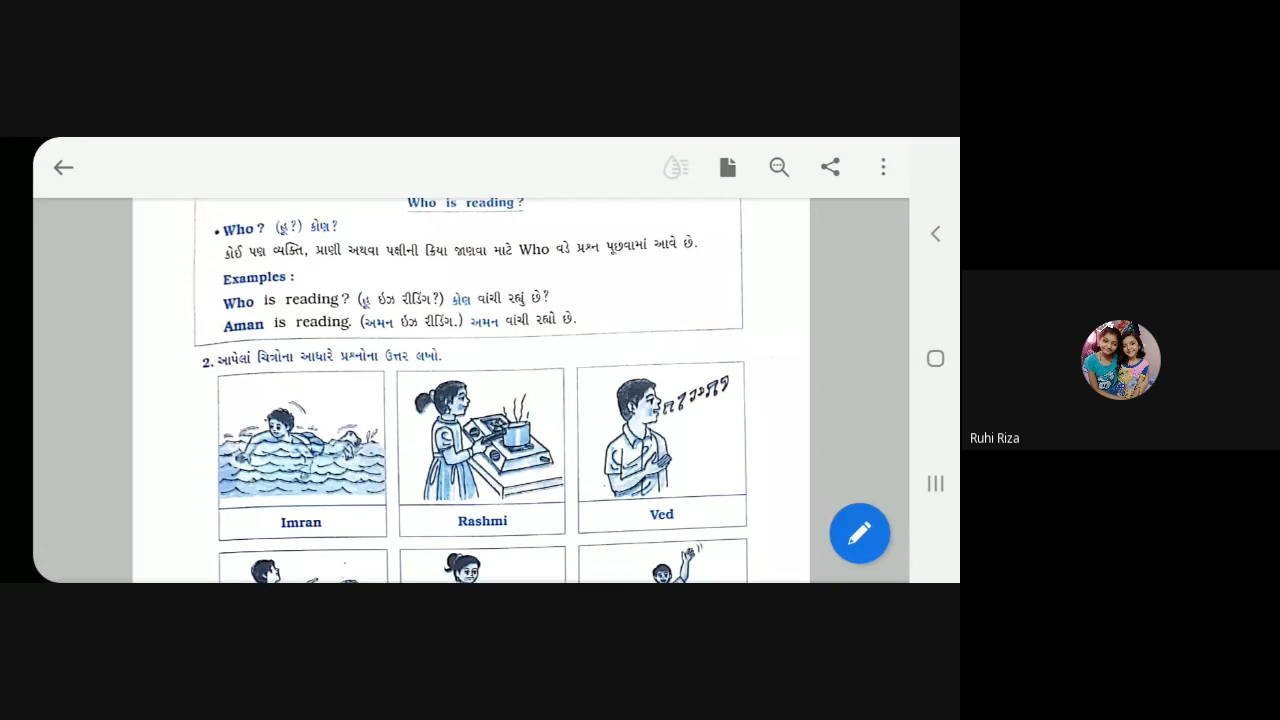 Who is reading?
• Who? (હૂ?) કોણ?
કોઈ પણ વ્યક્તિ, પ્રાણી અથવા પક્ષીની ક્રિયા જાણવા માટે Who વડે પ્રશ્ન પૂછવામાં આવે છે.
Examples :
Who is reading? (હૂ ઇઝ રીડિંગ?) કોણ વાંચી રહ્યું છે?
Aman is reading. (અમન ઇઝ રીડિંગ.) અમન વાંચી રહ્યો છે.
2. આપેલાં ચિત્રોના આધારે પ્રશ્નોના ઉત્તર લખો.
Imran
Rashmi
Ved
Ruhi Riza